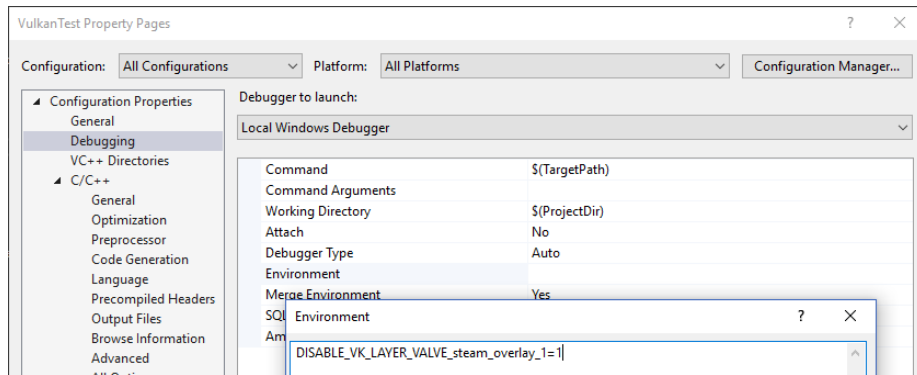 VulkanTest Property Pages ? ×
Configuration: All Configurations Platform: All Platforms Configuration Manager...
Configuration Properties
General
Debugging
VC++ Directories
C/C++
General
Optimization
Preprocessor
Code Generation
Language
Precompiled Headers
Output Files
Browse Information
Advanced
Debugger to launch:
Local Windows Debugger
Command $(TargetPath)
Command Arguments
Working Directory $(ProjectDir)
Attach No
Debugger Type Auto
Environment
Merge Environment Yes
SQL
Am
Environment ? ×
DISABLE_VK_LAYER_VALVE_steam_overlay_1=1